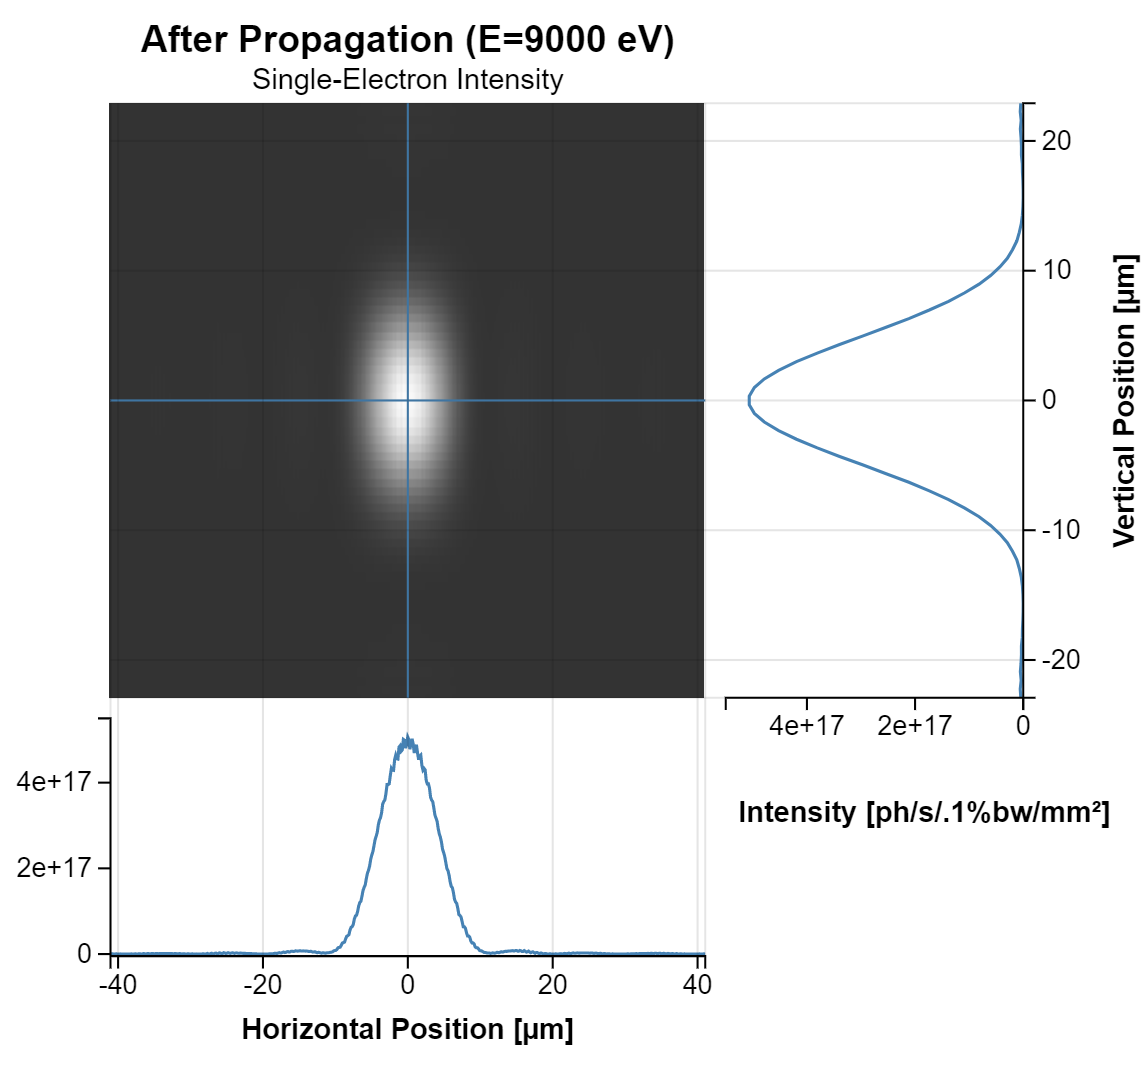 After Propagation (E=9000 eV)
Single-Electron Intensity
20
10
0
-10
-20
Vertical Position [µm]
4e+17 2e+17 0
Intensity [ph/s/.1%bw/mm²]
4e+17
2e+17
0
-40 -20 0 20 40
Horizontal Position [µm]